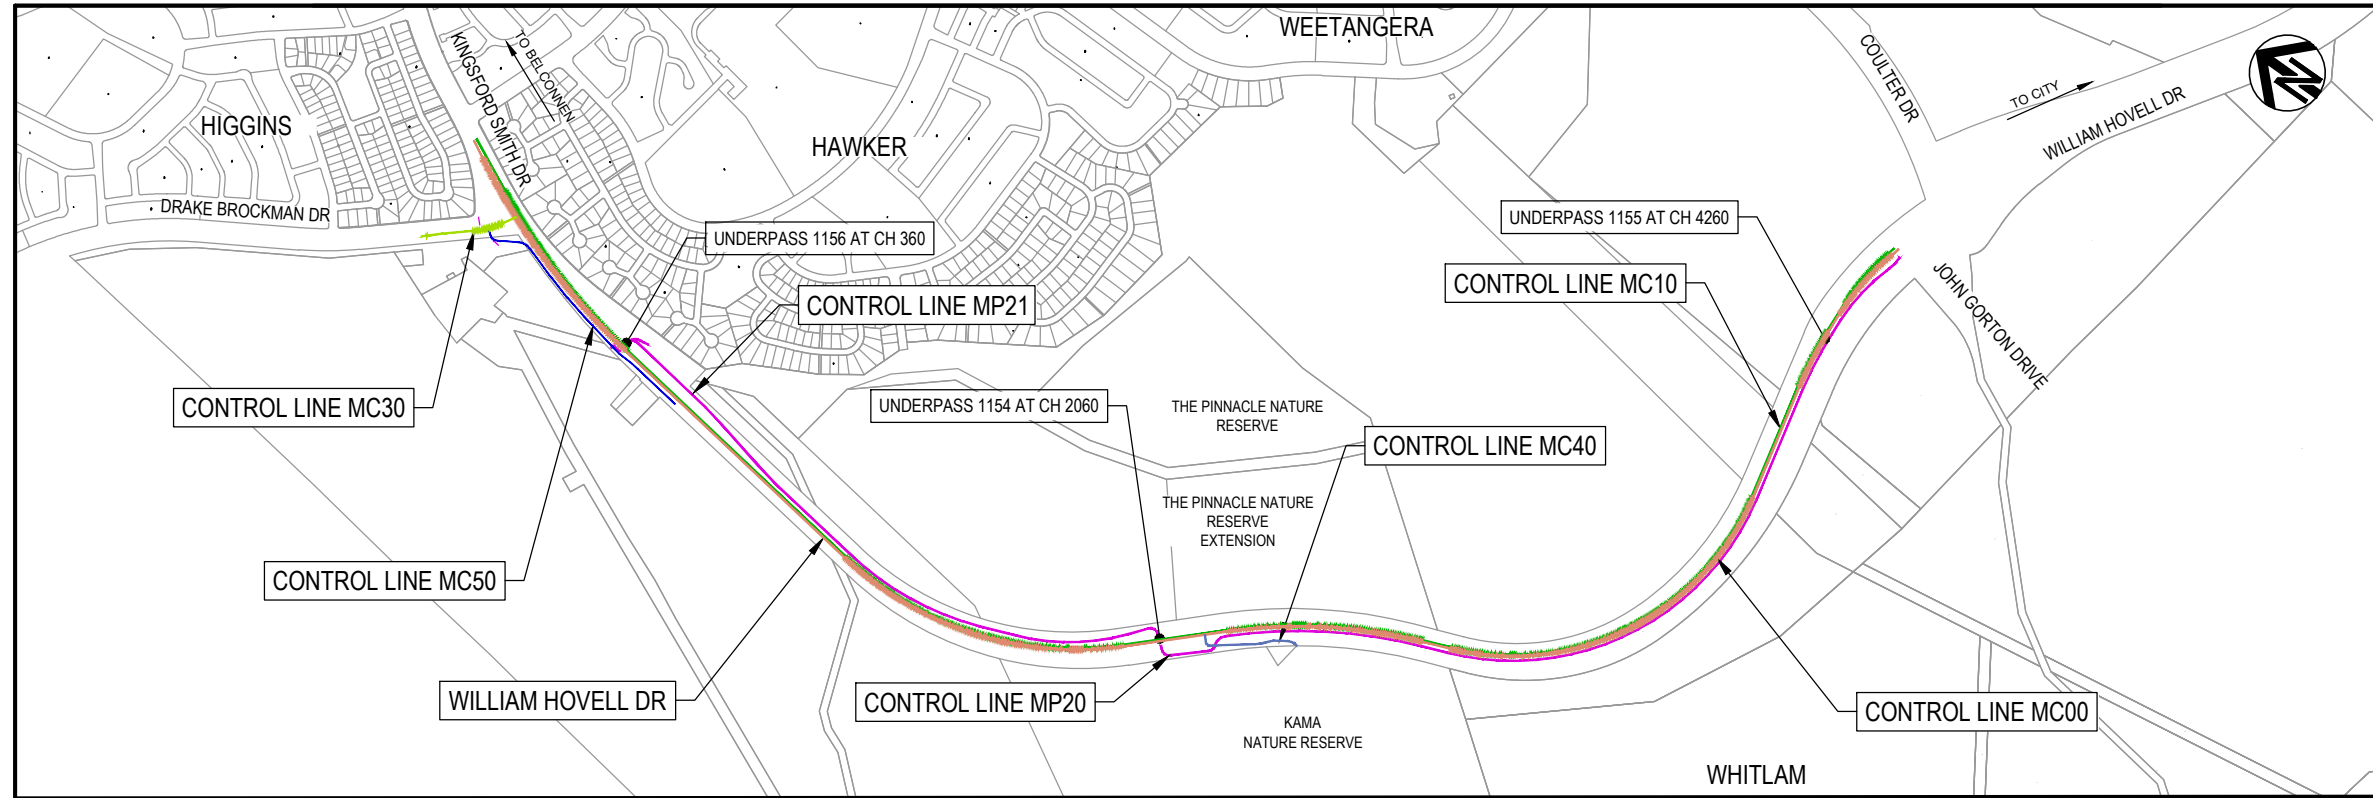 WEETANGERA
KINGSFORD SMITH DR
TO BELCONNEN
COULTER DR
N
TO CITY
WILLIAM HOVELL DR
HIGGINS
HAWKER
DRAKE BROCKMAN DR
UNDERPASS 1156 AT CH 360
UNDERPASS 1155 AT CH 4260
CONTROL LINE MC10
CONTROL LINE MP21
JOHN GORTON DRIVE
CONTROL LINE MC30
UNDERPASS 1154 AT CH 2060
THE PINNACLE NATURE
RESERVE
CONTROL LINE MC40
THE PINNACLE NATURE
RESERVE
EXTENSION
CONTROL LINE MC50
WILLIAM HOVELL DR
CONTROL LINE MP20
CONTROL LINE MC00
KAMA
NATURE RESERVE
WHITLAM